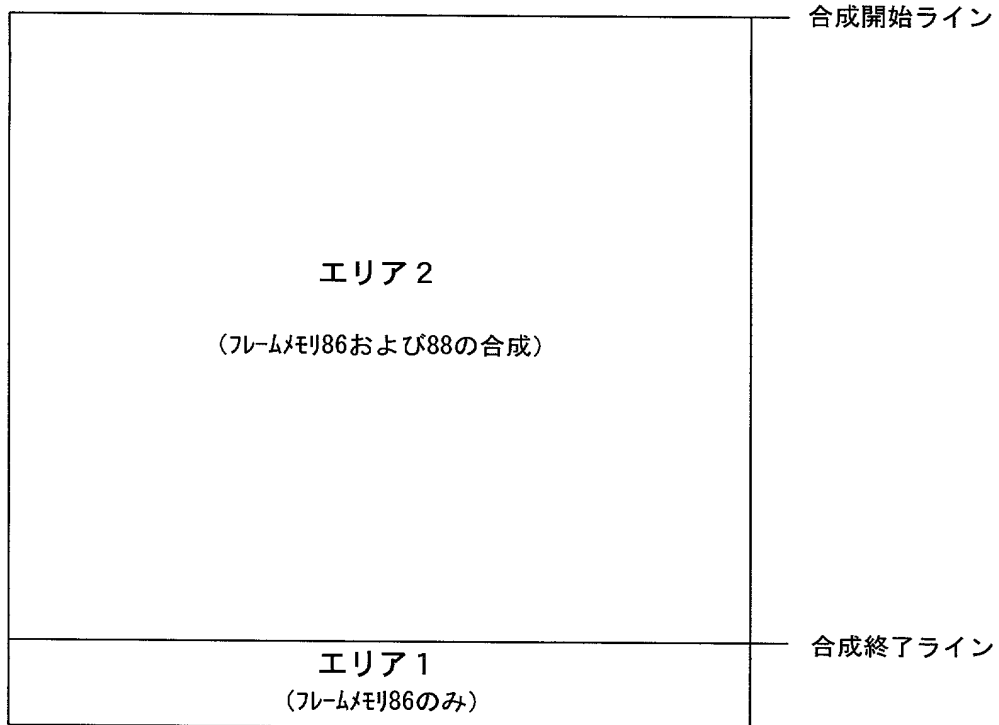 合成開始ライン
エリア2
（ﾌﾚｰﾑﾒﾓﾘ86および88の合成）
合成終了ライン
エリア1
（ﾌﾚｰﾑﾒﾓﾘ86のみ）